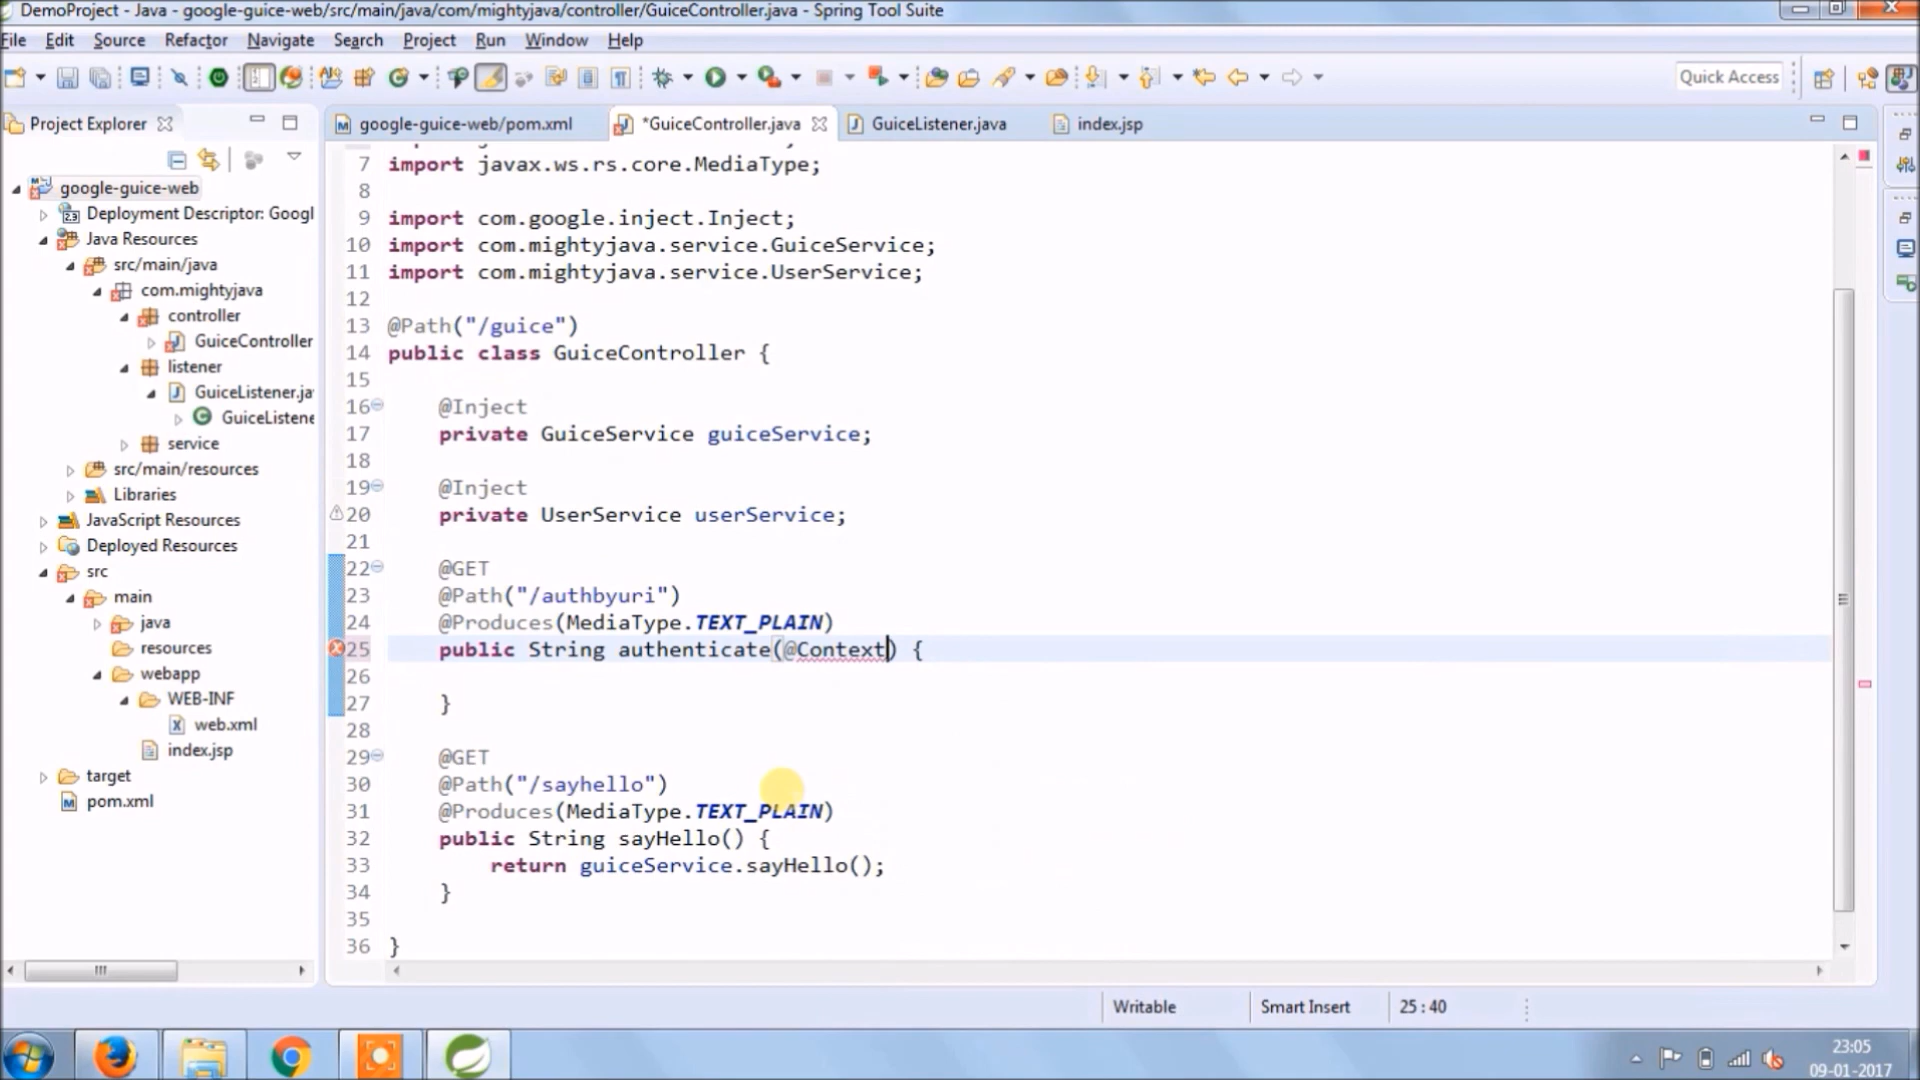 DemoProject - Java - google-guice-web/src/main/java/com/mightyjava/controller/GuiceController.java - Spring Tool Suite
File Edit Source Refactor Navigate Search Project Run Window Help
Quick Access
Project Explorer
google-guice-web/pom.xml *GuiceController.java GuiceListener.java index.jsp
google-guice-web
Deployment Descriptor: Googl
Java Resources
src/main/java
com.mightyjava
controller
GuiceController
listener
GuiceListener.ja
GuiceListene
service
src/main/resources
Libraries
JavaScript Resources
Deployed Resources
src
main
java
resources
webapp
WEB-INF
web.xml
index.jsp
target
pom.xml
7 import javax.ws.rs.core.MediaType;
8
9 import com.google.inject.Inject;
10 import com.mightyjava.service.GuiceService;
11 import com.mightyjava.service.UserService;
12
13 @Path("/guice")
14 public class GuiceController {
15
16 @Inject
17 private GuiceService guiceService;
18
19 @Inject
20 private UserService userService;
21
22 @GET
23 @Path("/authbyuri")
24 @Produces(MediaType.TEXT_PLAIN)
25 public String authenticate(@Context) {
26
27 }
28
29 @GET
30 @Path("/sayhello")
31 @Produces(MediaType.TEXT_PLAIN)
32 public String sayHello() {
33 return guiceService.sayHello();
34 }
35
36 }
Writable Smart Insert 25 : 40
23:05
09-01-2017